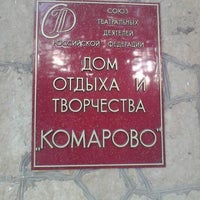 СОЮЗ
ТЕАТРАЛЬНЫХ
ДЕЯТЕЛЕЙ
РОССИЙСКОЙ ФЕДЕРАЦИИ
ДОМ
ОТДЫХА И
ТВОРЧЕСТВА
„КОМАРОВО"